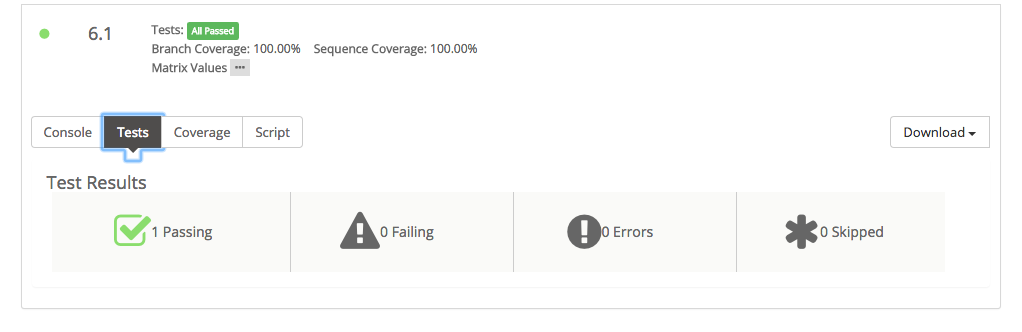 6.1
Tests: All Passed
Branch Coverage: 100.00% Sequence Coverage: 100.00%
Matrix Values •••
Console Tests Coverage Script Download
Test Results
1 Passing 0 Failing 0 Errors 0 Skipped